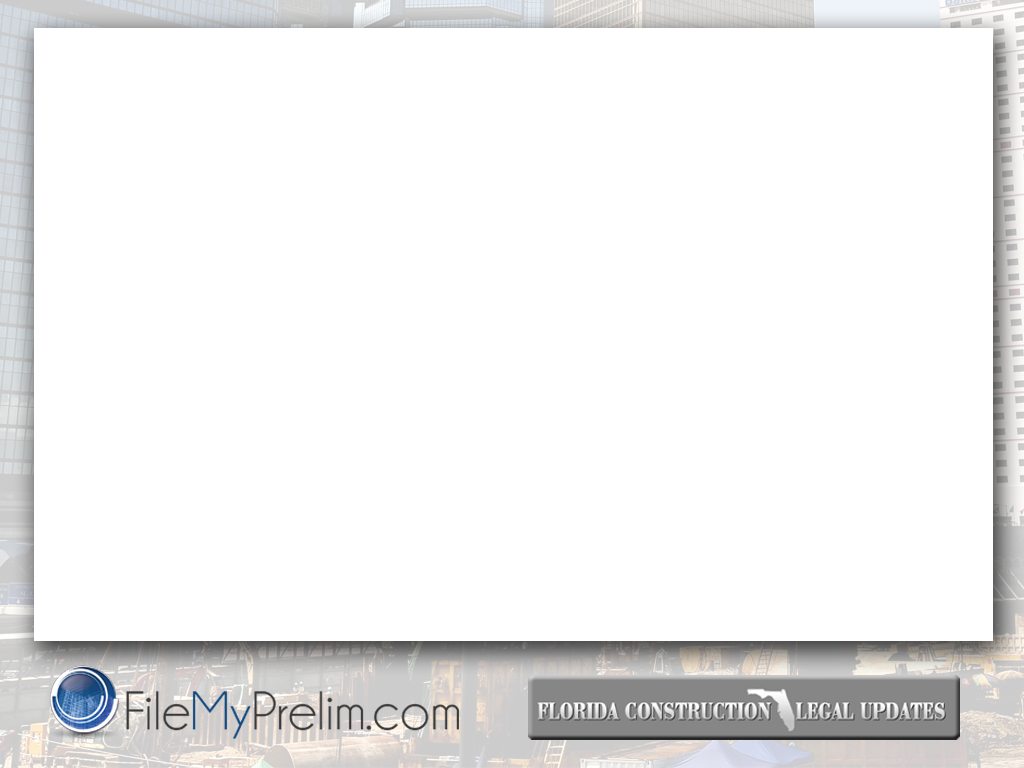 FileMyPrelim.com
FLORIDA CONSTRUCTION LEGAL UPDATES